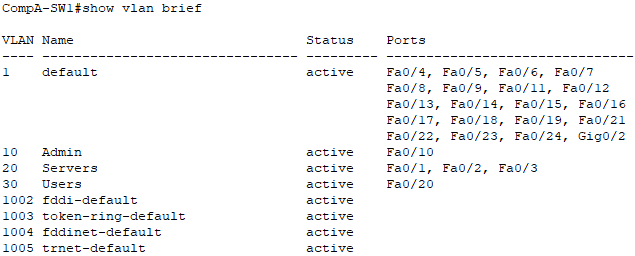 CompA-SW1#show vlan brief
VLAN Name                             Status    Ports
---- -------------------------------- --------- -------------------------------
1    default                          active    Fa0/4, Fa0/5, Fa0/6, Fa0/7
                                                Fa0/8, Fa0/9, Fa0/11, Fa0/12
                                                Fa0/13, Fa0/14, Fa0/15, Fa0/16
                                                Fa0/17, Fa0/18, Fa0/19, Fa0/21
                                                Fa0/22, Fa0/23, Fa0/24, Gig0/2
10   Admin                            active    Fa0/10
20   Servers                          active    Fa0/1, Fa0/2, Fa0/3
30   Users                            active    Fa0/20
1002 fddi-default                     active
1003 token-ring-default               active
1004 fddinet-default                  active
1005 trnet-default                    active